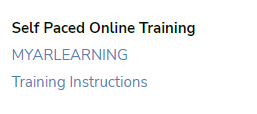 Self Paced Online Training
MYARLEARNING
Training Instructions